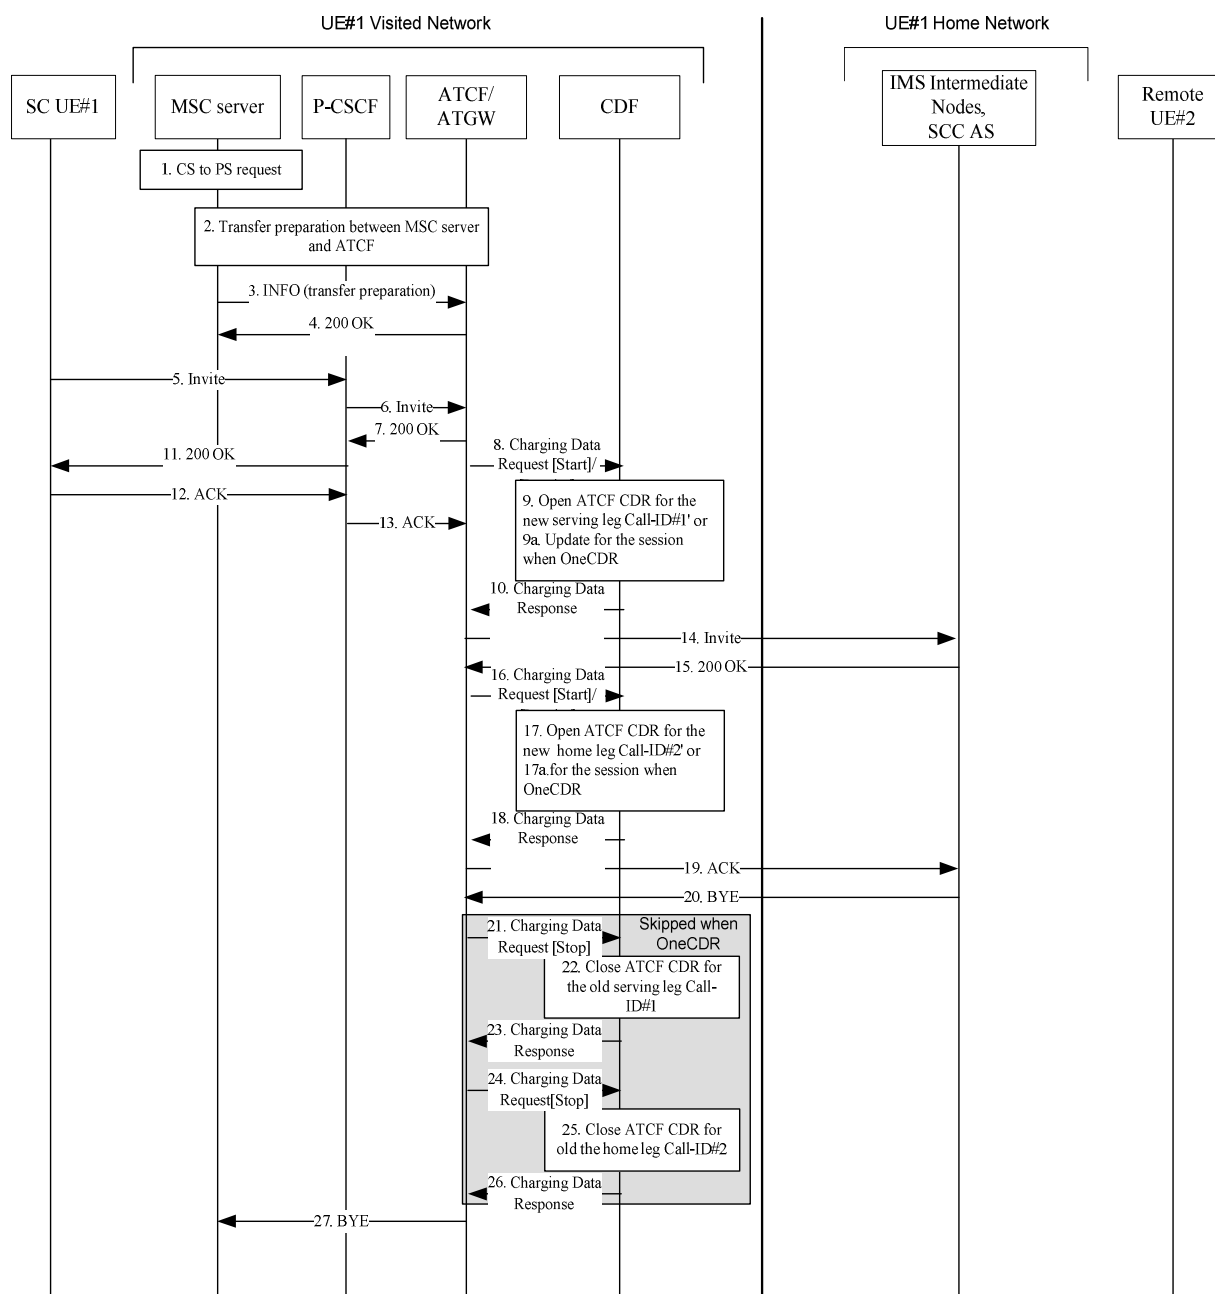 UE#1 Visited Network
UE#1 Home Network
SC UE#1
MSC server
P-CSCF
ATCF/
ATGW
CDF
IMS Intermediate
Nodes,
SCC AS
Remote
UE#2
1. CS to PS request
2. Transfer preparation between MSC server
and ATCF
3. INFO (transfer preparation)
4. 200 OK
5. Invite
6. Invite
7. 200 OK
8. Charging Data
Request [Start]/
11. 200 OK
12. ACK
13. ACK
9. Open ATCF CDR for the
new serving leg Call-ID#1' or
9a. Update for the session
when OneCDR
10. Charging Data
Response
14. Invite
15. 200 OK
16. Charging Data
Request [Start]/
17. Open ATCF CDR for the
new home leg Call-ID#2' or
17a.for the session when
OneCDR
18. Charging Data
Response
19. ACK
20. BYE
Skipped when
OneCDR
21. Charging Data
Request [Stop]
22. Close ATCF CDR for
the old serving leg Call-
ID#1
23. Charging Data
Response
24. Charging Data
Request[Stop]
25. Close ATCF CDR for
old the home leg Call-ID#2
26. Charging Data
Response
27. BYE